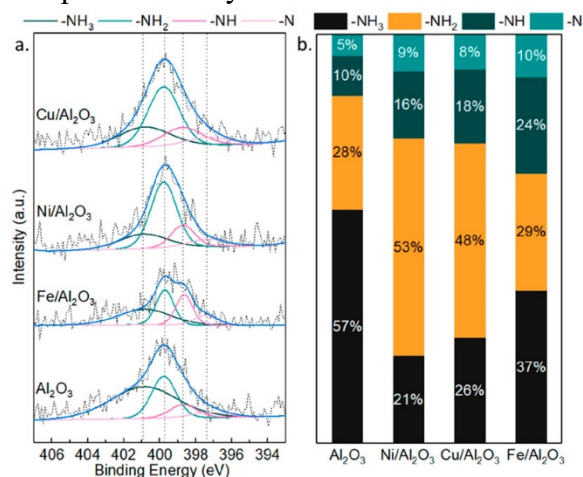 -NH₃ -NH₂ -NH -N
a.
Cu/Al₂O₃
Ni/Al₂O₃
Fe/Al₂O₃
Al₂O₃
Intensity (a.u.)
406 404 402 400 398 396 394
Binding Energy (eV)
-NH₃ -NH₂ -NH -N
b.
5% 9% 8% 10%
10% 16% 18% 24%
28% 53% 48% 29%
57% 21% 26% 37%
Al₂O₃ Ni/Al₂O₃ Cu/Al₂O₃ Fe/Al₂O₃